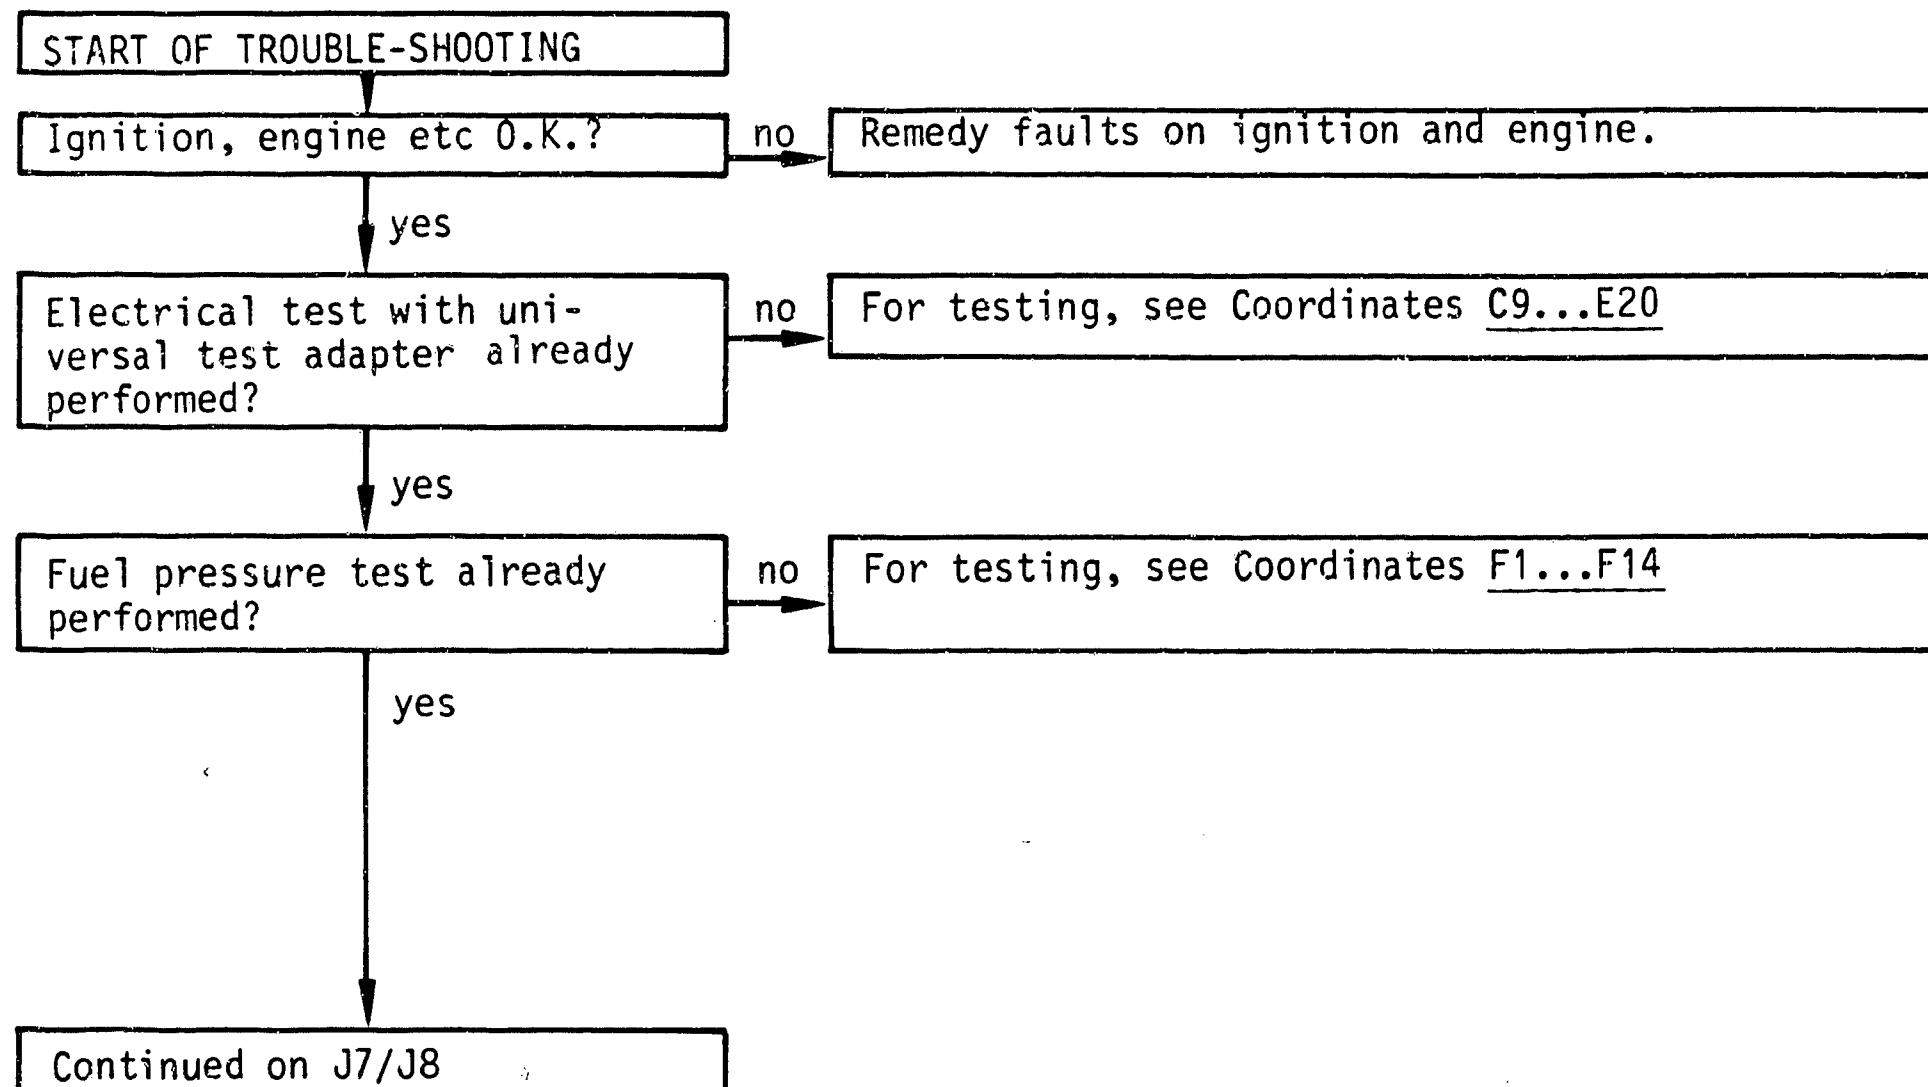 START OF TROUBLE-SHOOTING
Ignition, engine etc O.K.?
no
Remedy faults on ignition and engine.
yes
Electrical test with uni-
versal test adapter already
performed?
no
For testing, see Coordinates C9...E20
yes
Fuel pressure test already
performed?
no
For testing, see Coordinates F1...F14
yes
Continued on J7/J8